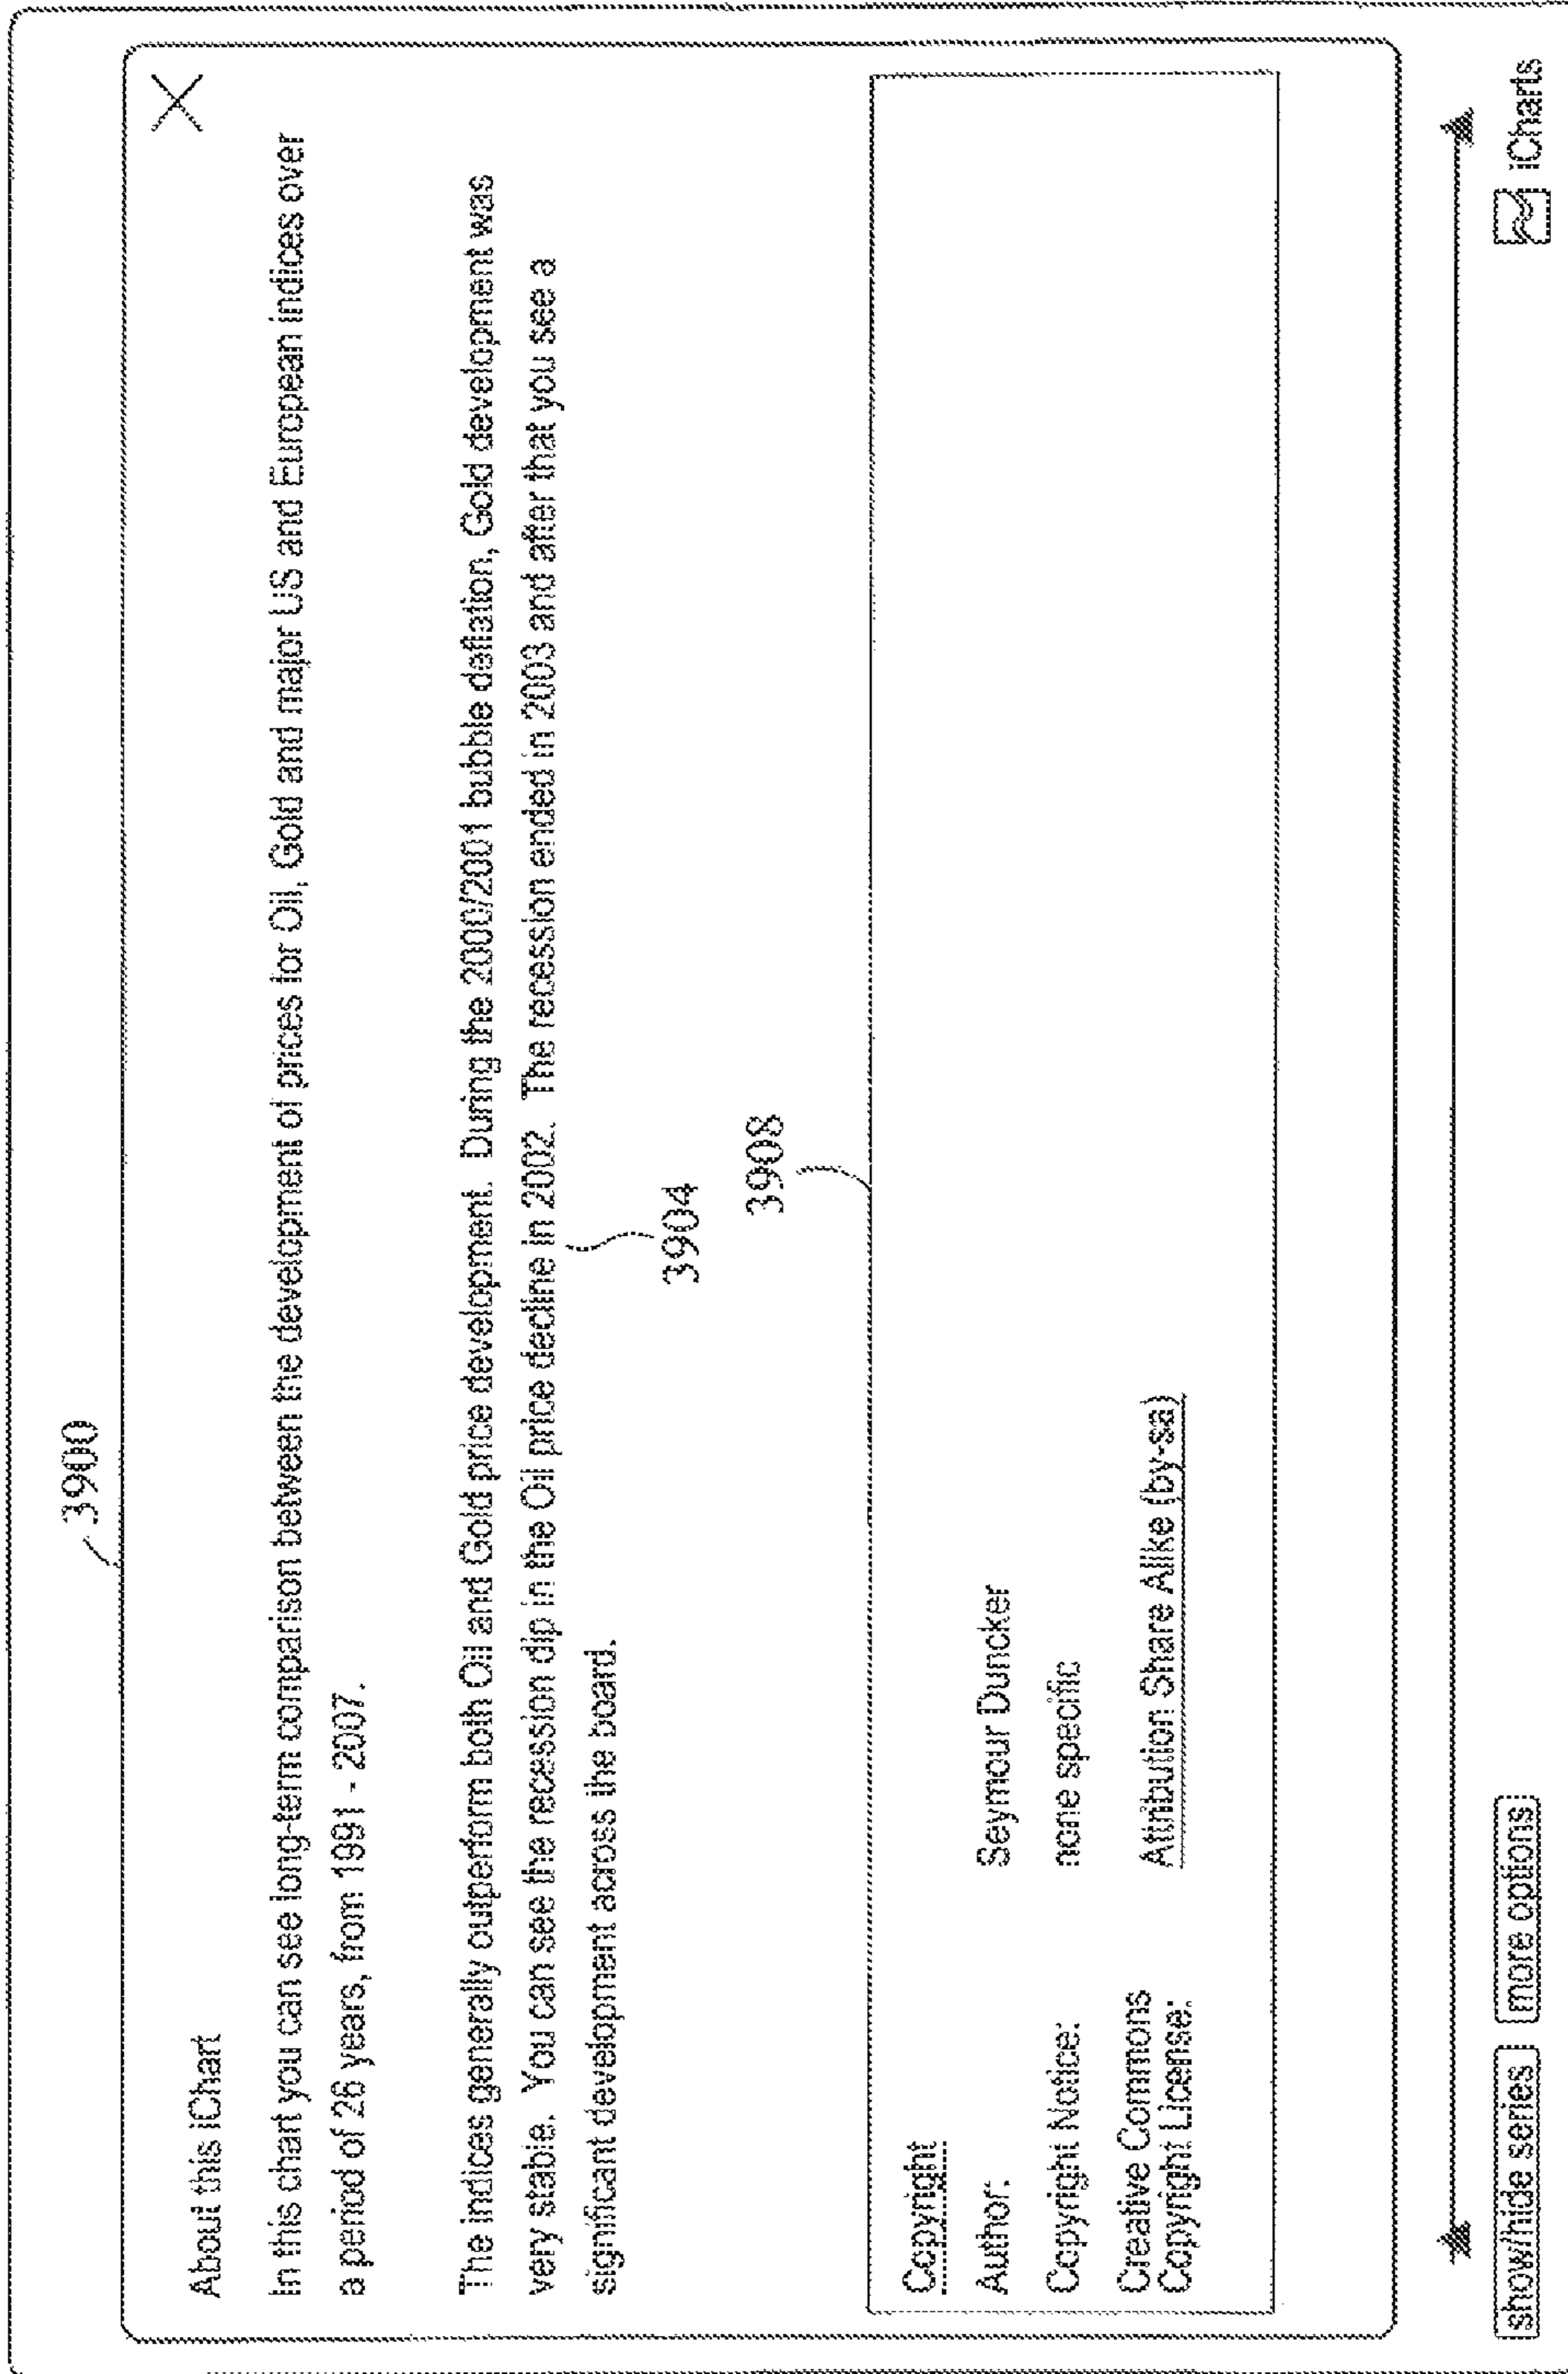 3900
About this iChart
In this chart you can see long-term comparison between the development of prices for Oil, Gold and major US and European indices over
a period of 26 years, from 1991 - 2007.
The indices generally outperform both Oil and Gold price development. During the 2000/2001 bubble deflation, Gold development was
very stable. You can see the recession dip in the Oil price decline in 2002. The recession ended in 2003 and after that you see a
significant development across the board.
3904
3908
Copyright
Author: Seymour Duncker
Copyright Notice: none specific
Creative Commons
Copyright License: Attribution Share Alike (by-sa)
show/hide series more options iCharts